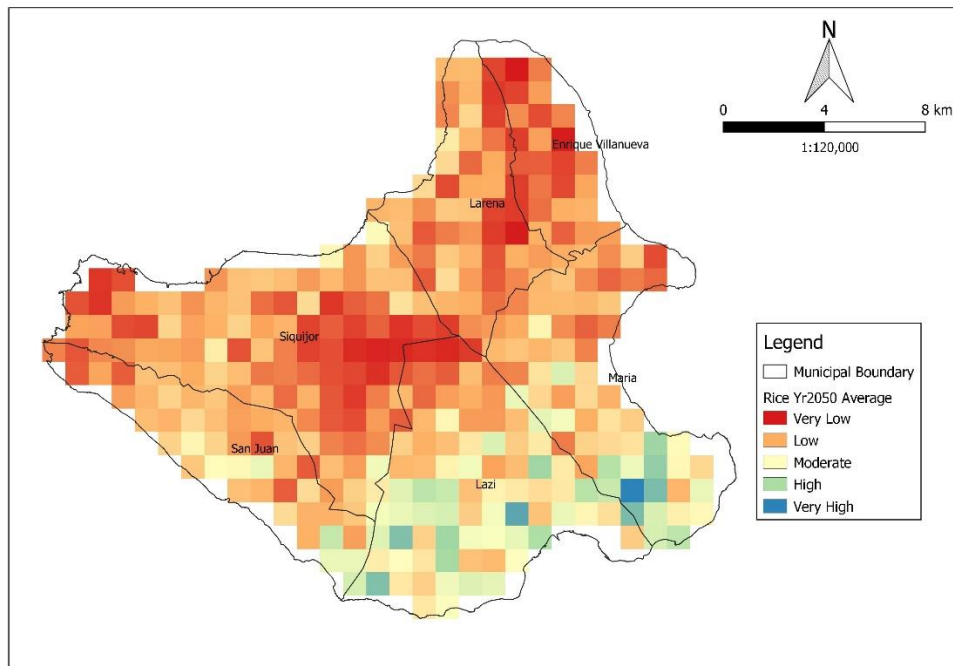 N
0 4 8 km
1:120,000
Enrique Villanueva
Larena
Siquijor
Maria
San Juan
Lazi
Legend
Municipal Boundary
Rice Yr2050 Average
Very Low
Low
Moderate
High
Very High